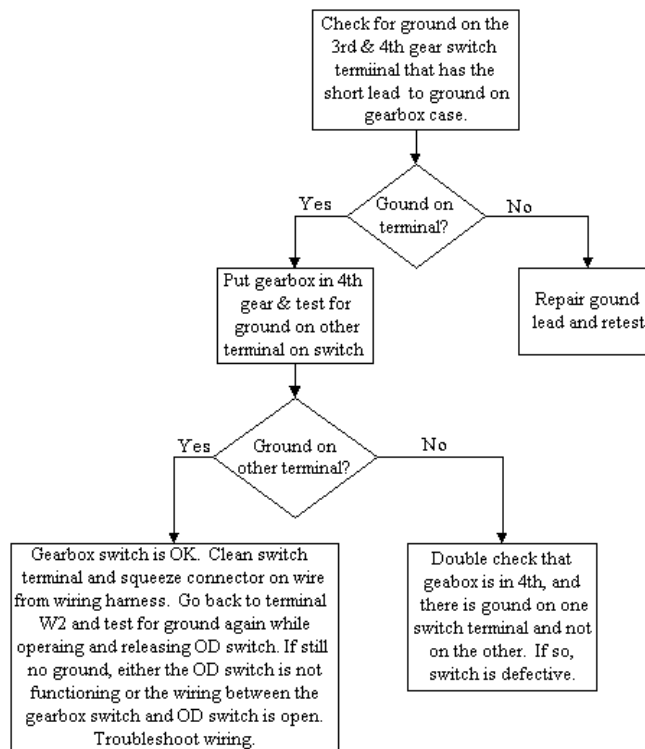 Check for ground on the
3rd & 4th gear switch
termiinal that has the
short lead to ground on
gearbox case.
Yes
Gound on
terminal?
No
Put gearbox in 4th
gear & test for
ground on other
terminal on switch
Repair gound
lead and retest
Yes
Ground on
other terminal?
No
Gearbox switch is OK. Clean switch
terminal and squeeze connector on wire
from wiring harness. Go back to terminal
W2 and test for ground again while
operaing and releasing OD switch. If still
no ground, either the OD switch is not
functioning or the wiring between the
gearbox switch and OD switch is open.
Troubleshoot wiring.
Double check that
geabox is in 4th, and
there is gound on one
switch terminal and not
on the other. If so,
switch is defective.